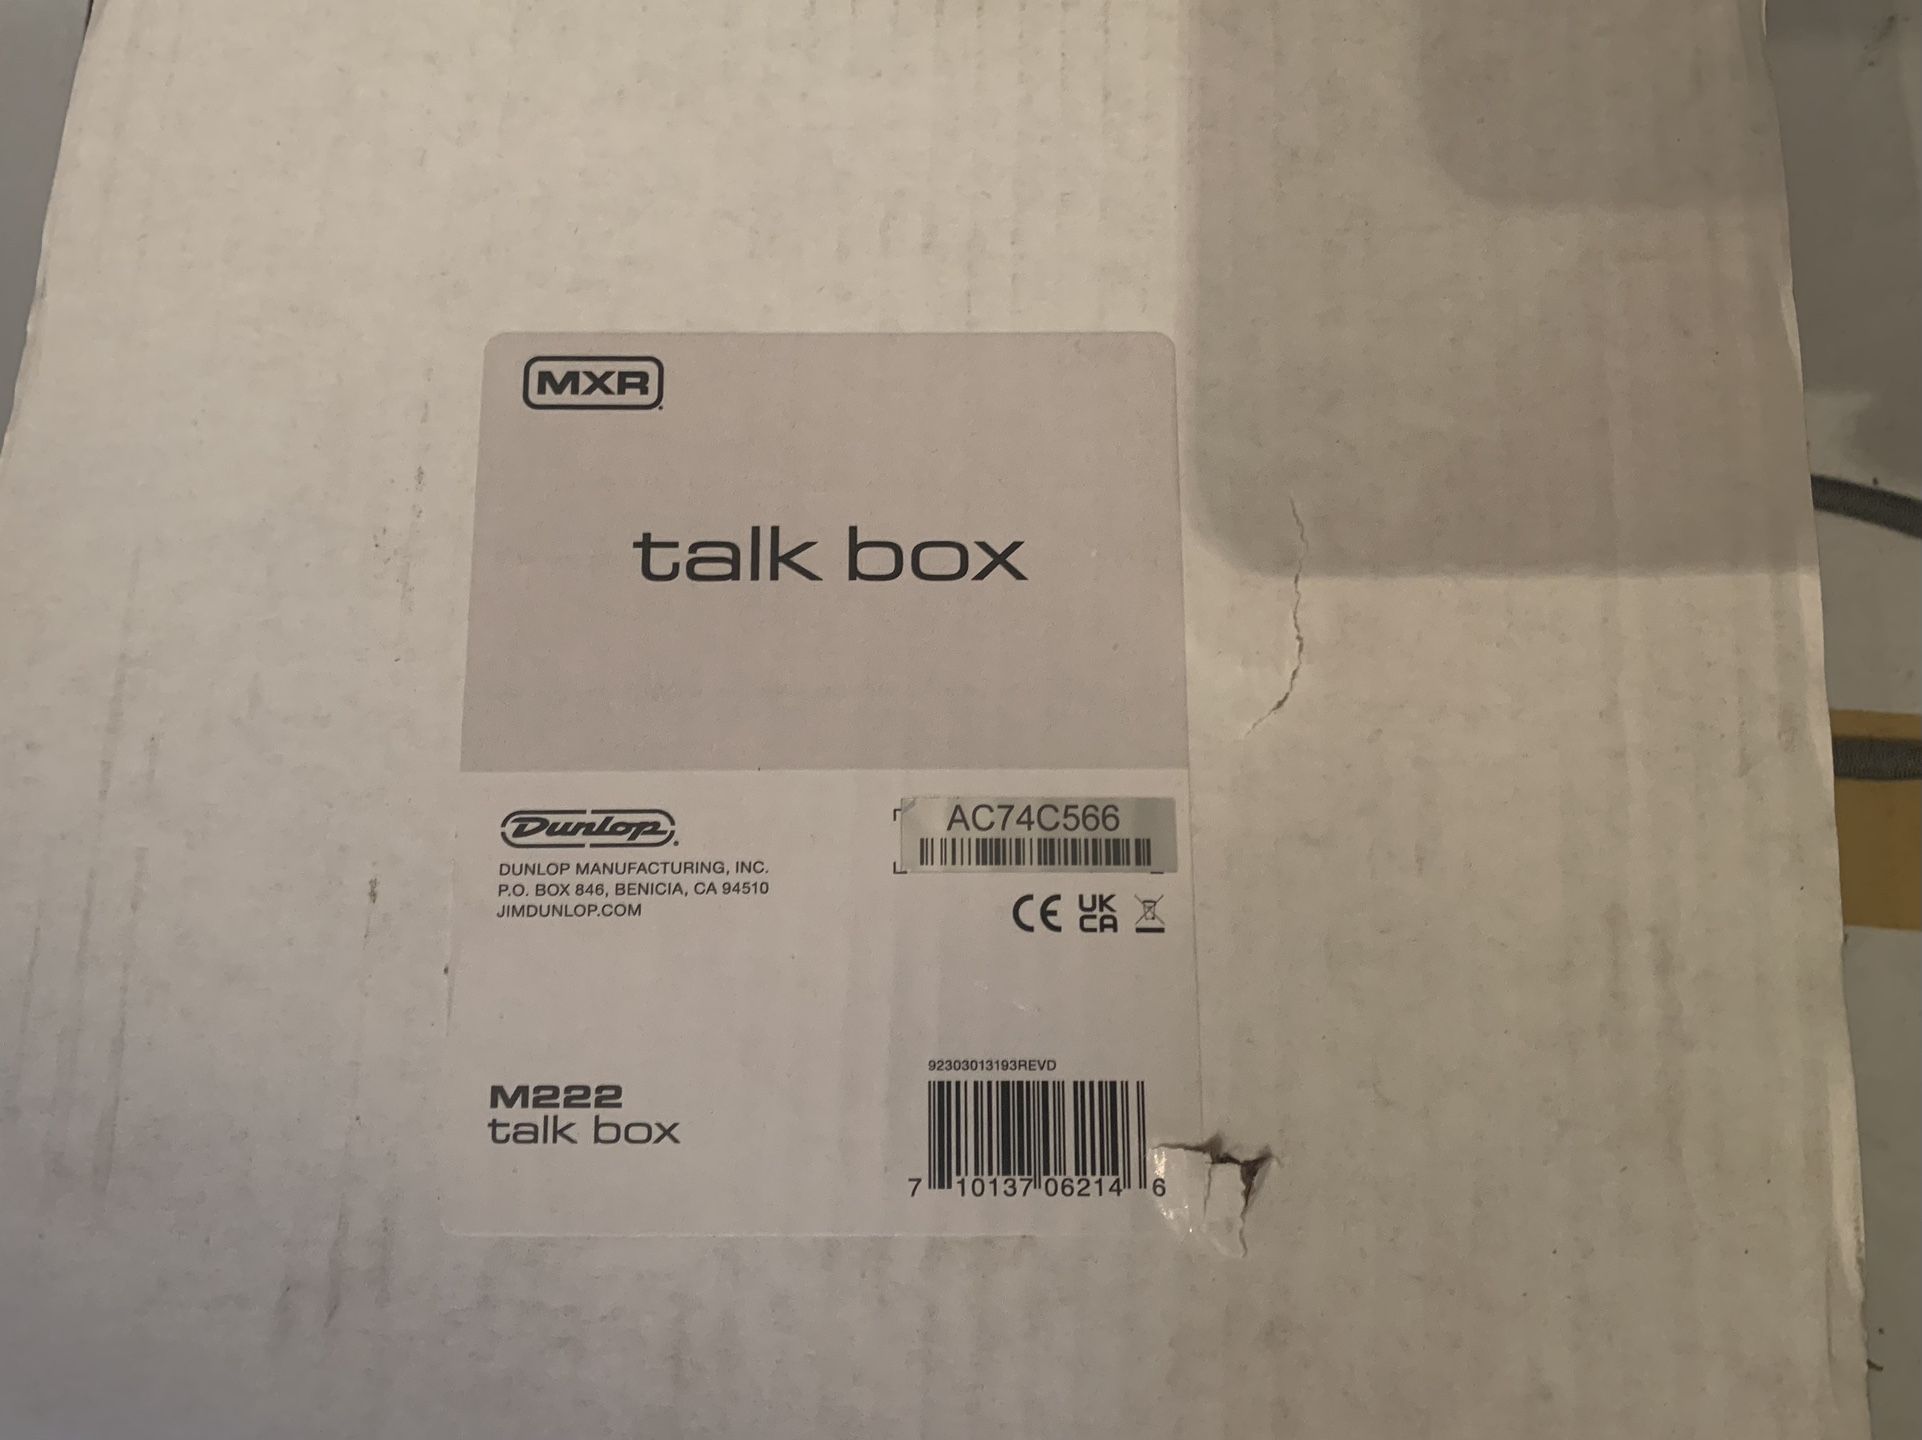 MXR
talk box
Dunlop
DUNLOP MANUFACTURING, INC.
P.O. BOX 846, BENICIA, CA 94510
JIMDUNLOP.COM
AC74C566
CE UK CA
M222
talk box
92303013193REVD
7 10137 06214 6